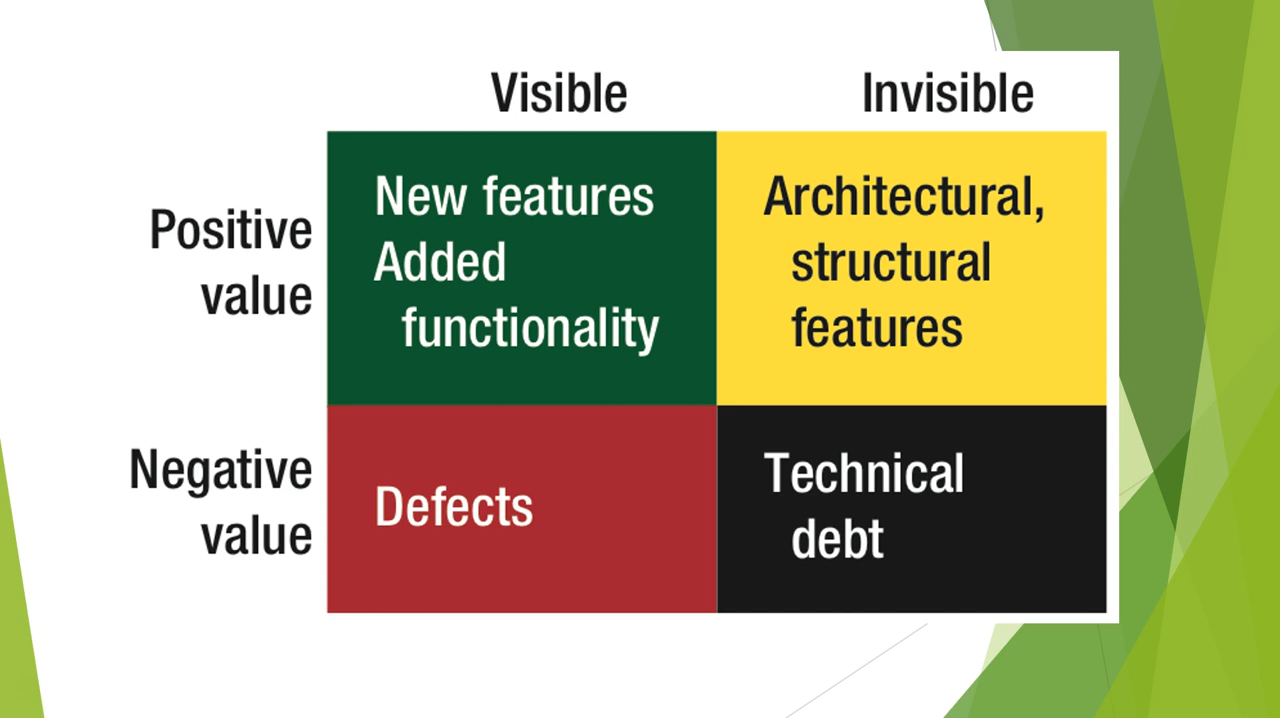 Visible
Invisible
Positive
value
New features
Added
functionality
Architectural,
structural
features
Negative
value
Defects
Technical
debt